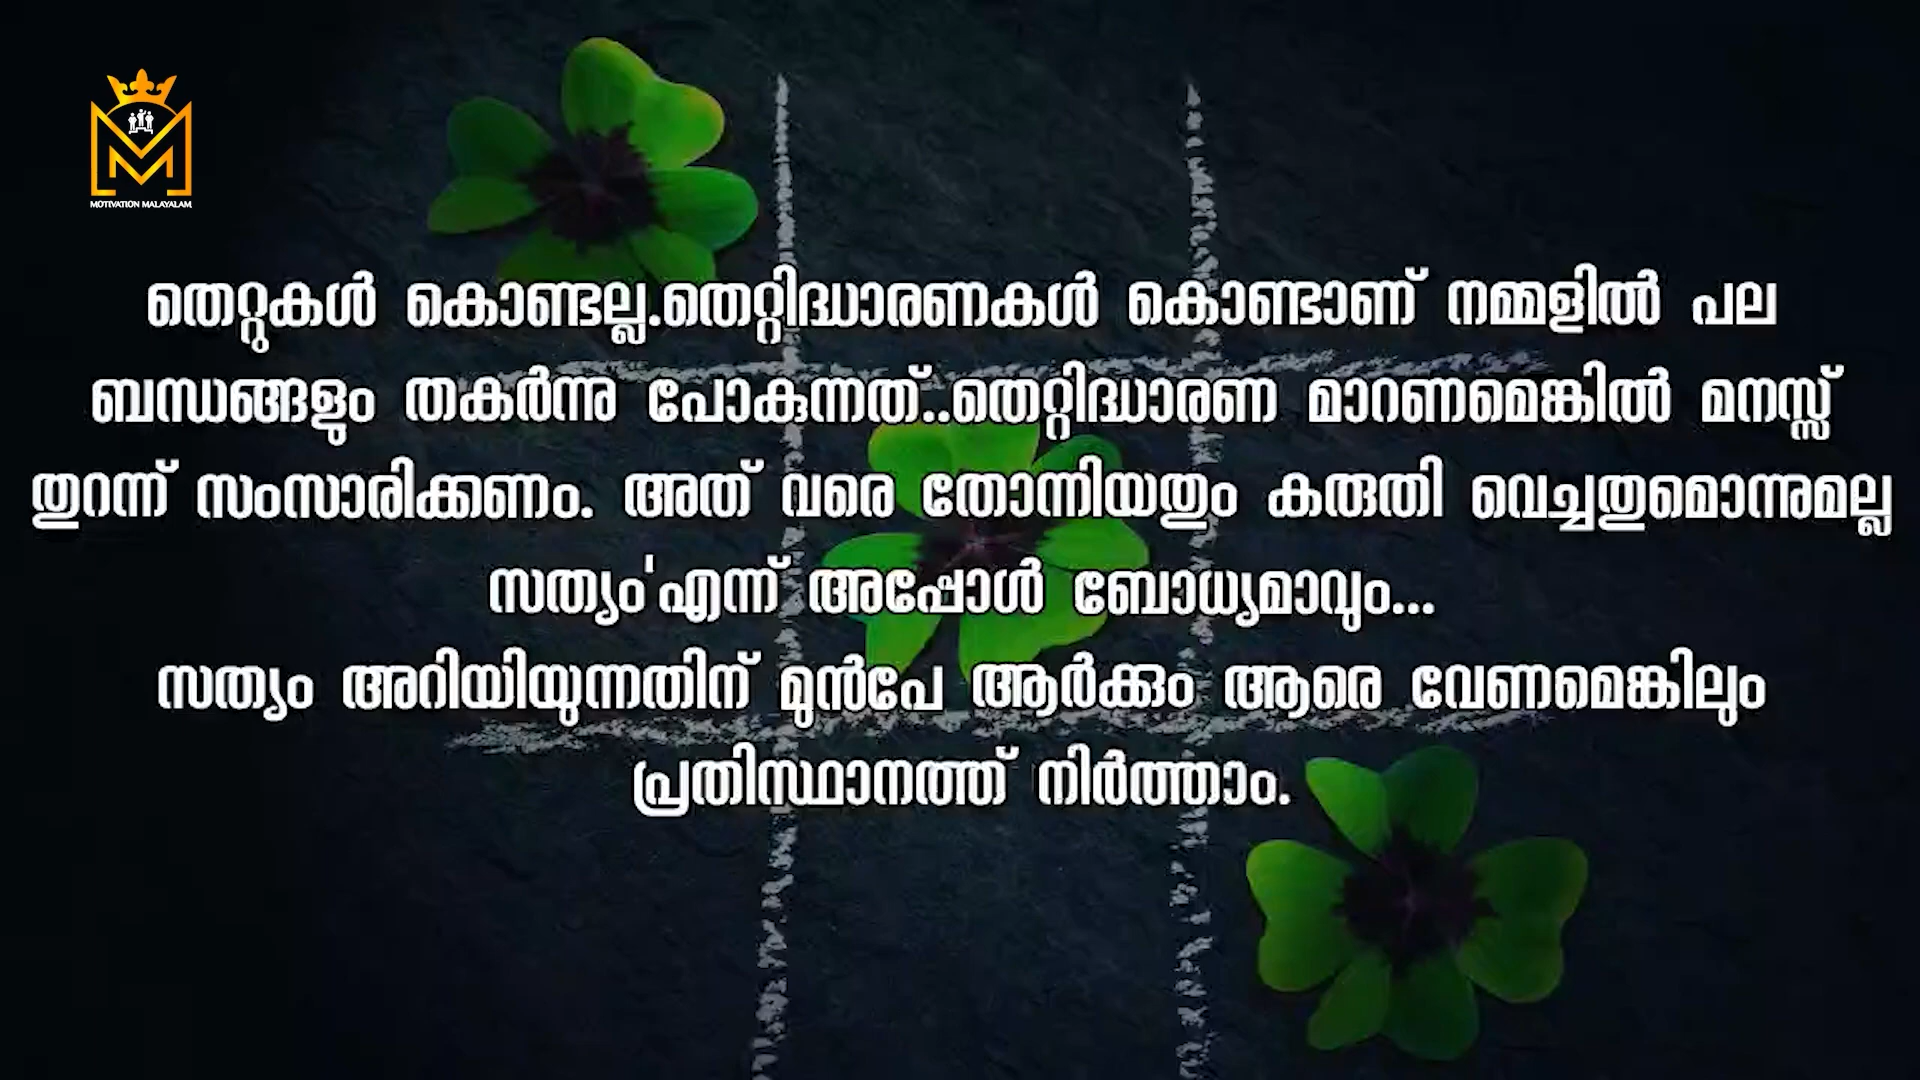 MOTIVATION MALAYALAM
തെറ്റുകൾ കൊണ്ടല്ല.തെറ്റിദ്ധാരണകൾ കൊണ്ടാണ് നമ്മളിൽ പല
ബന്ധങ്ങളും തകർന്നു പോകുന്നത്..തെറ്റിദ്ധാരണ മാറണമെങ്കിൽ മനസ്സ്
തുറന്ന് സംസാരിക്കണം. അത് വരെ തോന്നിയതും കരുതി വെച്ചതുമൊന്നുമല്ല
സത്യം'എന്ന് അപ്പോൾ ബോധ്യമാവും...
സത്യം അറിയിയുന്നതിന് മുൻപേ ആർക്കും ആരെ വേണമെങ്കിലും
പ്രതിസ്ഥാനത്ത് നിർത്താം.